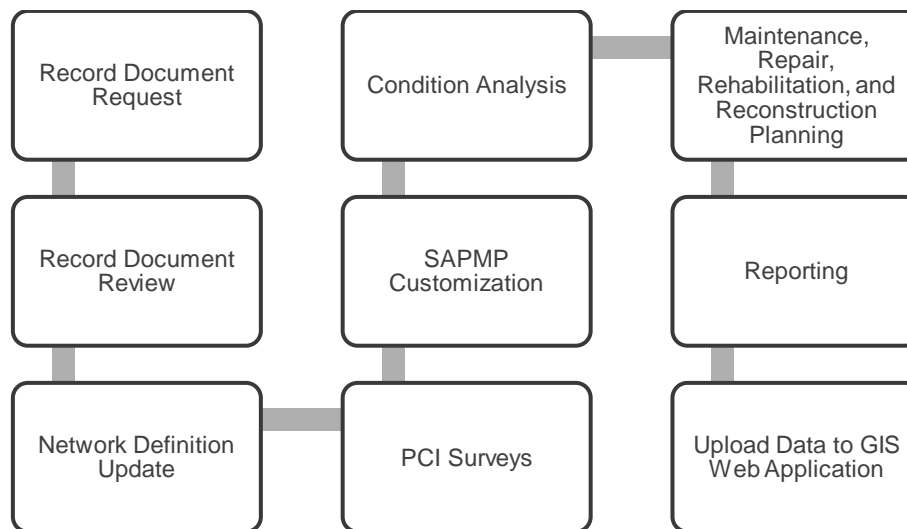 Record Document
Request
Record Document
Review
Network Definition
Update
PCI Surveys
SAPMP
Customization
Condition Analysis
Maintenance,
Repair,
Rehabilitation, and
Reconstruction
Planning
Reporting
Upload Data to GIS
Web Application